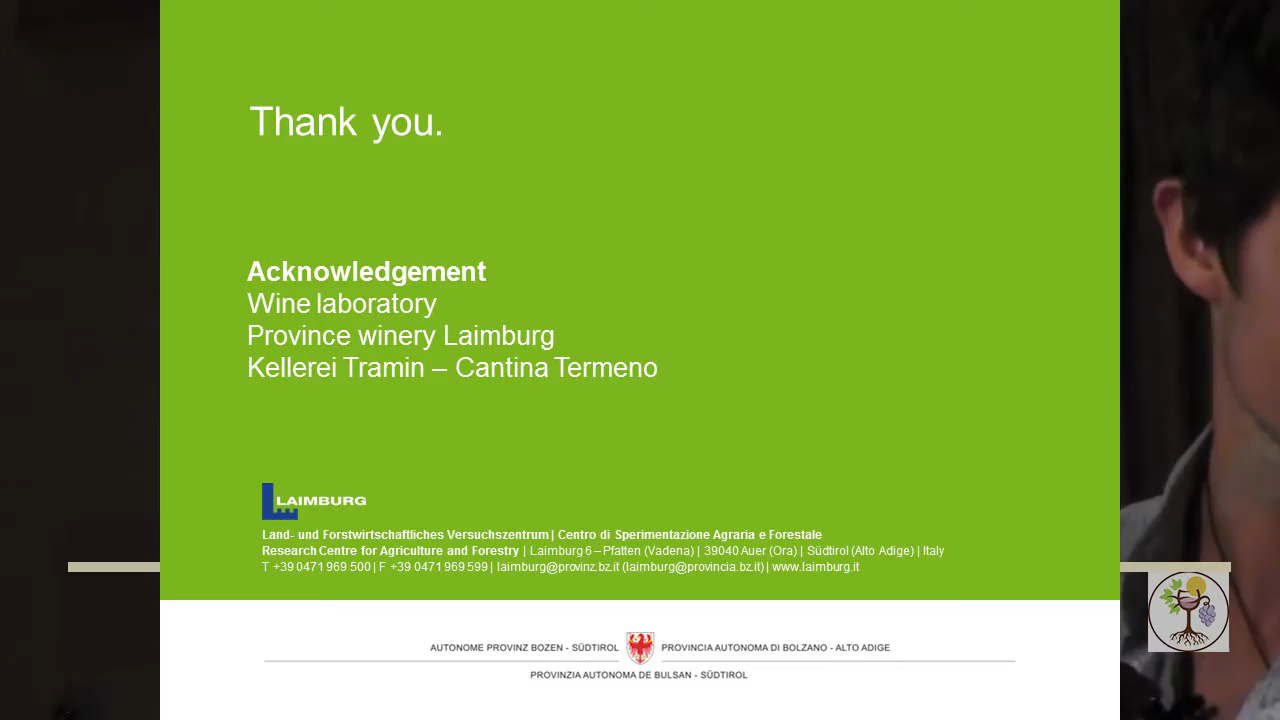 Thank you.
Acknowledgement
Wine laboratory
Province winery Laimburg
Kellerei Tramin – Cantina Termeno
LAIMBURG
Land- und Forstwirtschaftliches Versuchszentrum | Centro di Sperimentazione Agraria e Forestale
Research Centre for Agriculture and Forestry | Laimburg 6 – Pfatten (Vadena) | 39040 Auer (Ora) | Südtirol (Alto Adige) | Italy
T +39 0471 969 500 | F +39 0471 969 599 | laimburg@provinz.bz.it (laimburg@provincia.bz.it) | www.laimburg.it
AUTONOME PROVINZ BOZEN - SÜDTIROL PROVINCIA AUTONOMA DI BOLZANO - ALTO ADIGE
PROVINZIA AUTONOMA DE BULSAN - SÜDTIROL